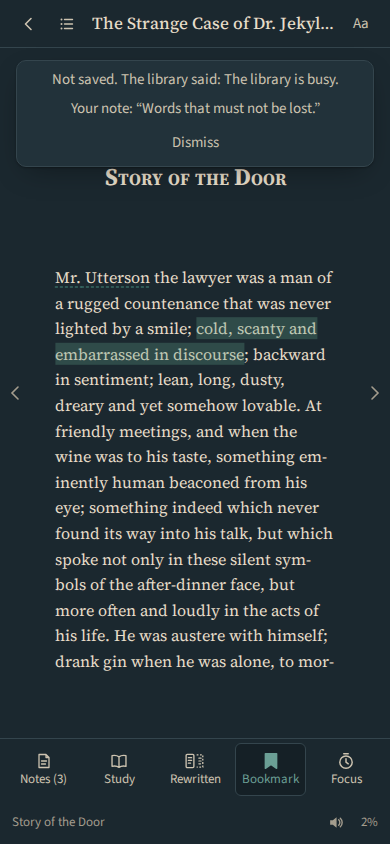 The Strange Case of Dr. Jekyl... Aa
Not saved. The library said: The library is busy.
Your note: “Words that must not be lost.”
Dismiss
Story of the Door
Mr. Utterson the lawyer was a man of
a rugged countenance that was never
lighted by a smile; cold, scanty and
embarrassed in discourse; backward
in sentiment; lean, long, dusty,
dreary and yet somehow lovable. At
friendly meetings, and when the
wine was to his taste, something em-
inently human beaconed from his
eye; something indeed which never
found its way into his talk, but which
spoke not only in these silent sym-
bols of the after-dinner face, but
more often and loudly in the acts of
his life. He was austere with himself;
drank gin when he was alone, to mor-
Notes (3) Study Rewritten Bookmark Focus
Story of the Door 2%